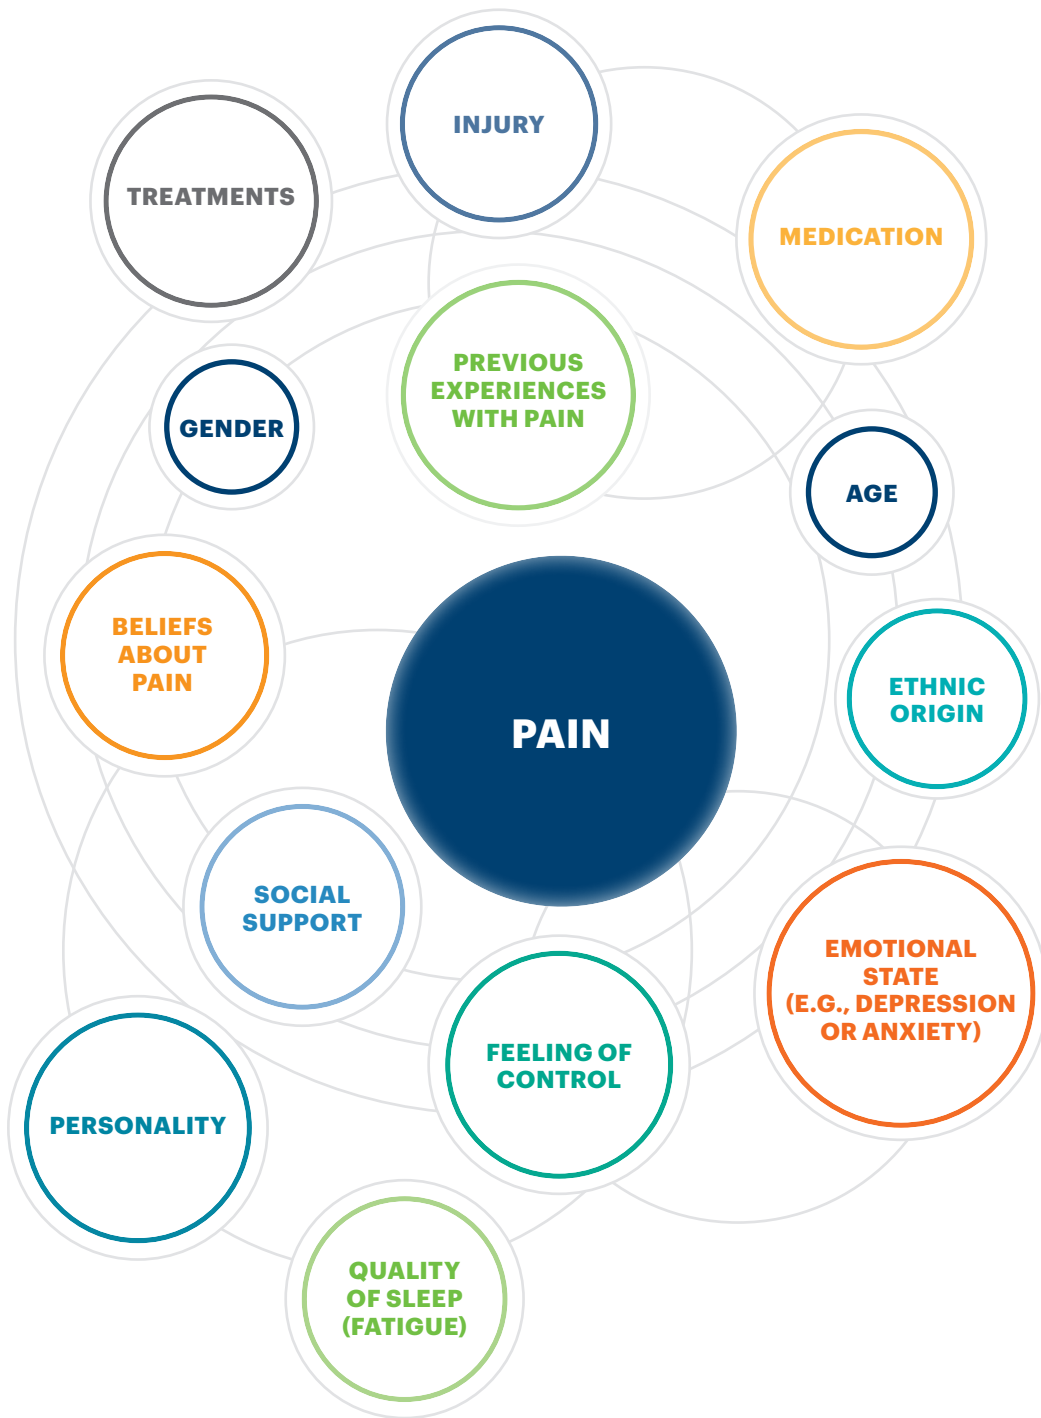 INJURY
TREATMENTS
MEDICATION
PREVIOUS
EXPERIENCES
WITH PAIN
GENDER
AGE
BELIEFS
ABOUT
PAIN
ETHNIC
ORIGIN
PAIN
SOCIAL
SUPPORT
EMOTIONAL
STATE
(E.G., DEPRESSION
OR ANXIETY)
FEELING OF
CONTROL
PERSONALITY
QUALITY
OF SLEEP
(FATIGUE)